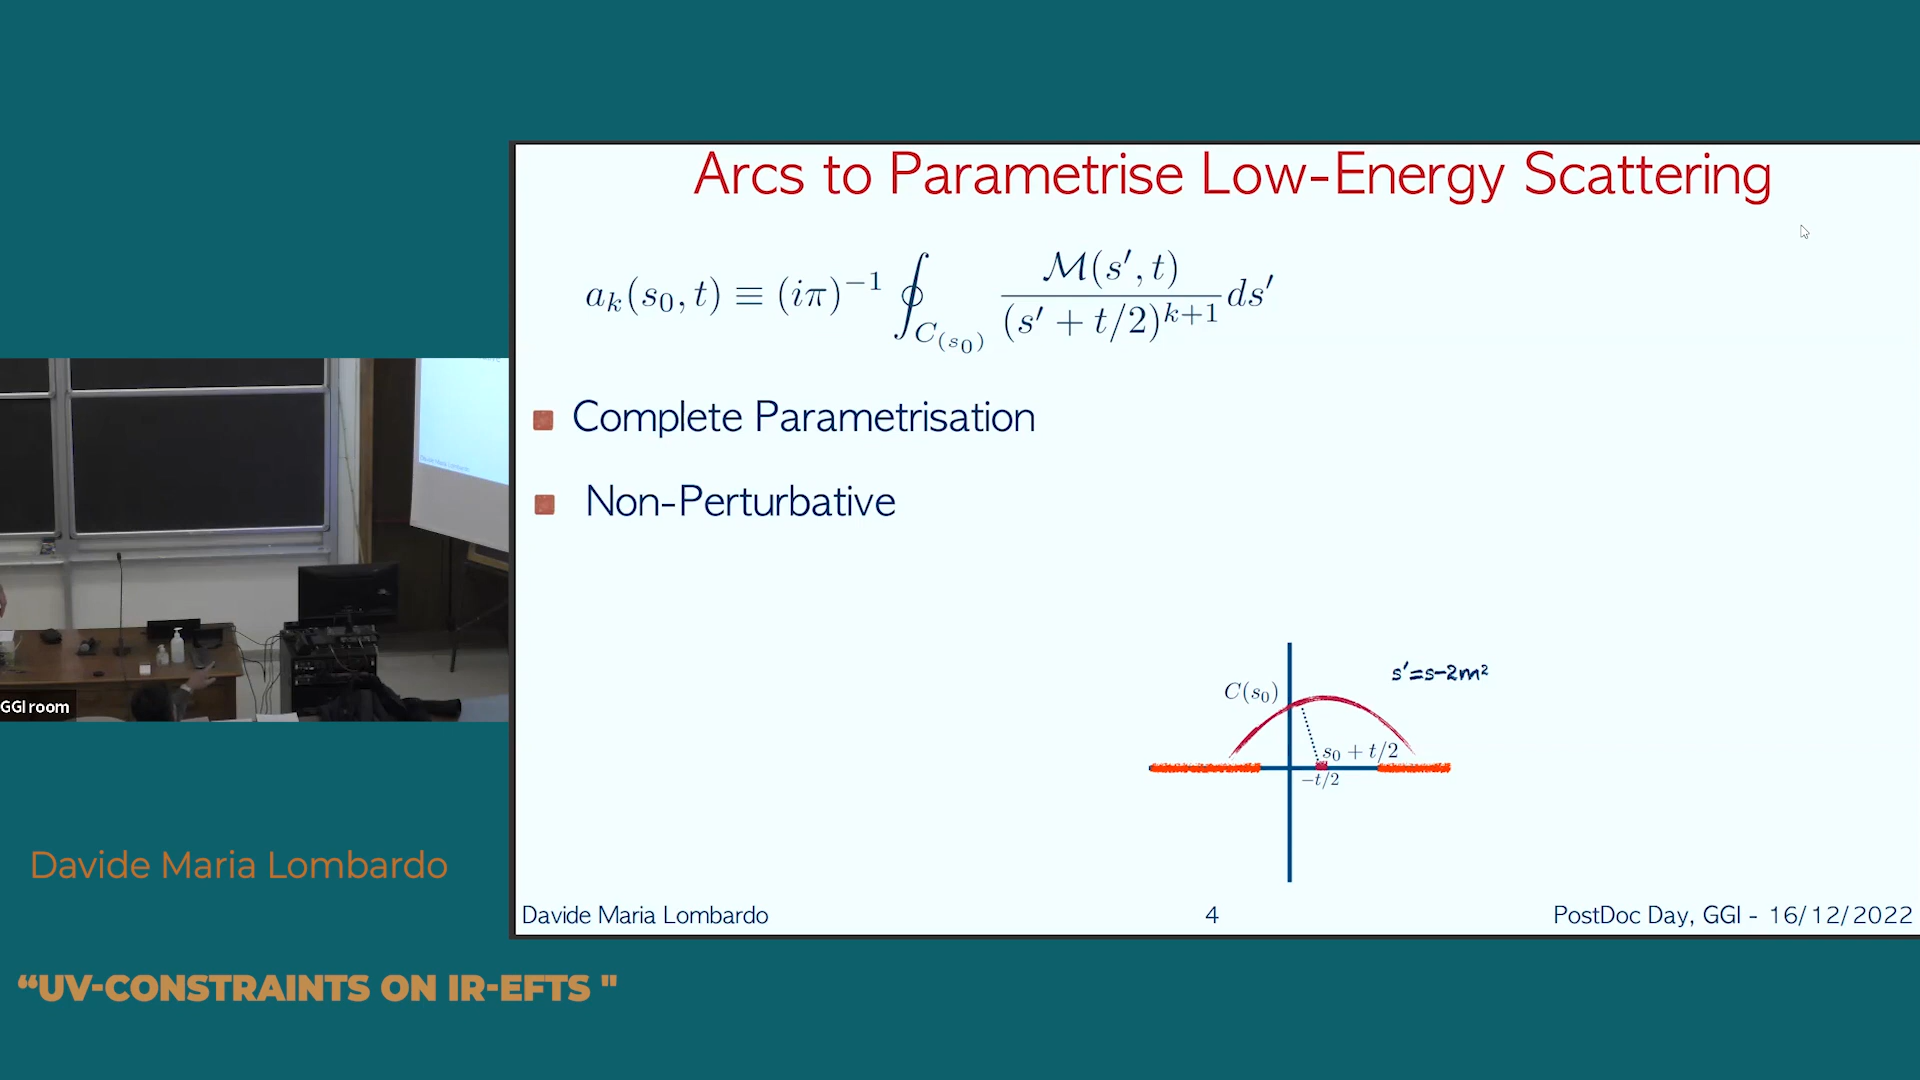 Arcs to Parametrise Low-Energy Scattering
a_k(s_0, t) ≡ (iπ)^{-1} ∮_{C(s_0)} \frac{M(s', t)}{(s' + t/2)^{k+1}} ds'
Complete Parametrisation
Non-Perturbative
s'=s-2m²
C(s_0)
s_0 + t/2
-t/2
Davide Maria Lombardo
4
PostDoc Day, GGI - 16/12/2022
GGI room
Davide Maria Lombardo
“UV-CONSTRAINTS ON IR-EFTS "